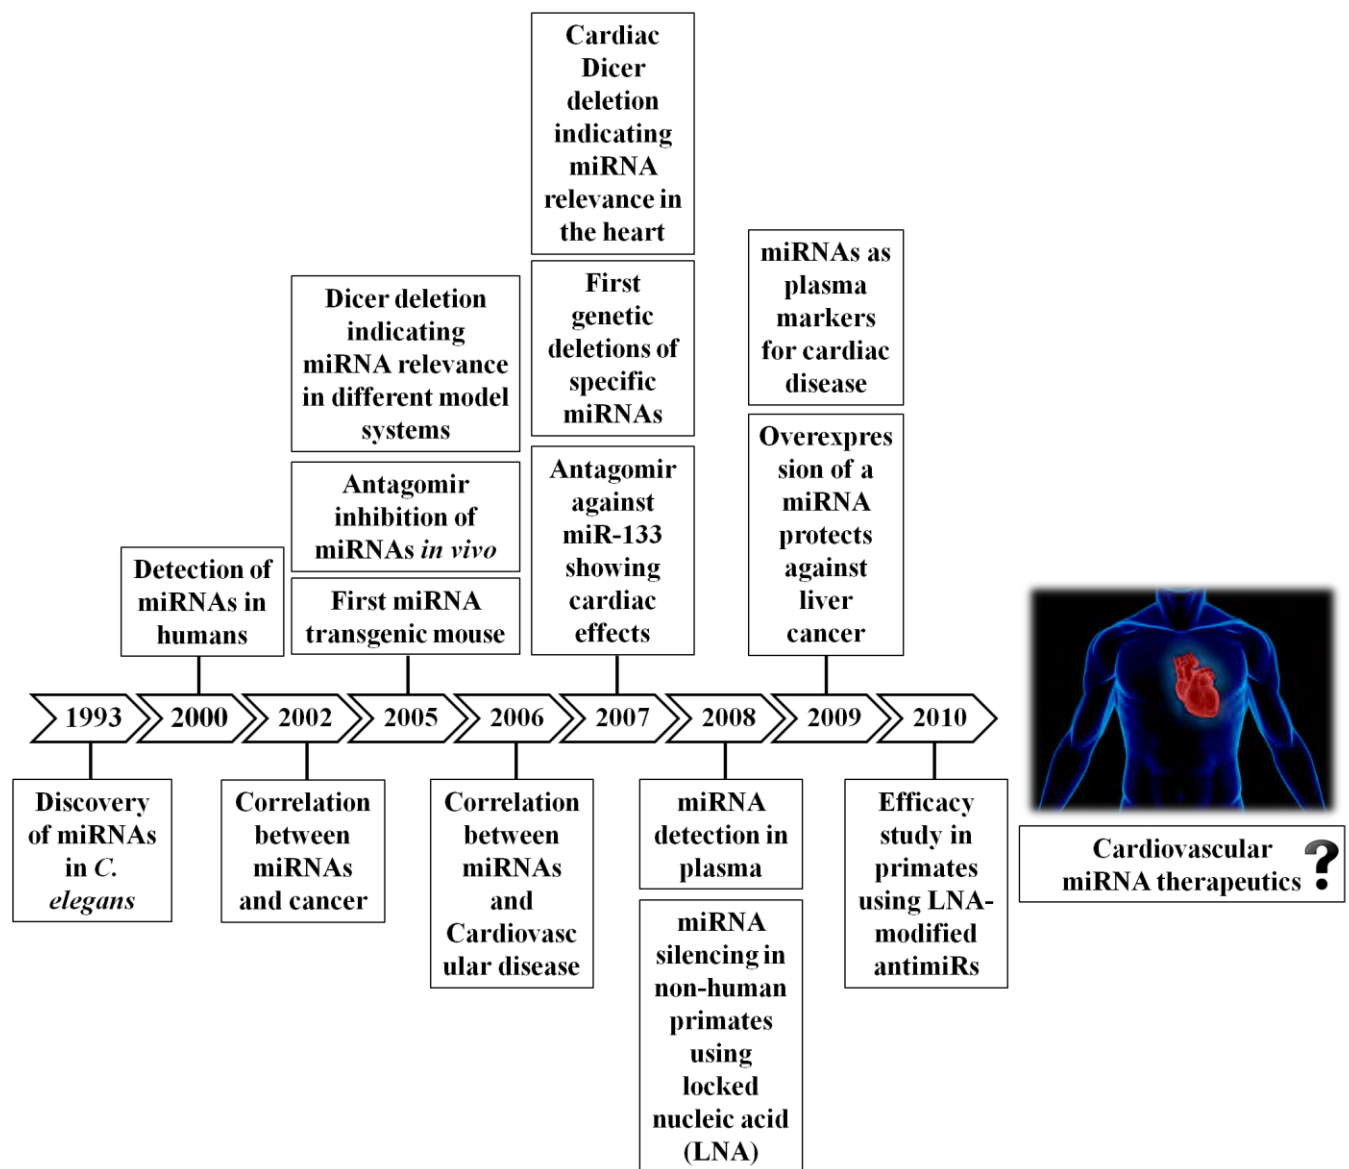 Cardiac
Dicer
deletion
indicating
miRNA
relevance in
the heart
Dicer deletion
indicating
miRNA relevance
in different model
systems
First
genetic
deletions of
specific
miRNAs
miRNAs as
plasma
markers
for cardiac
disease
Antagomir
inhibition of
miRNAs in vivo
Antagomir
against
miR-133
showing
cardiac
effects
Overexpres
sion of a
miRNA
protects
against
liver
cancer
Detection of
miRNAs in
humans
First miRNA
transgenic mouse
1993
2000
2002
2005
2006
2007
2008
2009
2010
Discovery
of miRNAs
in C.
elegans
Correlation
between
miRNAs
and cancer
Correlation
between
miRNAs
and
Cardiovasc
ular disease
miRNA
detection in
plasma
miRNA
silencing in
non-human
primates
using
locked
nucleic acid
(LNA)
Efficacy
study in
primates
using LNA-
modified
antimiRs
Cardiovascular
miRNA therapeutics ?